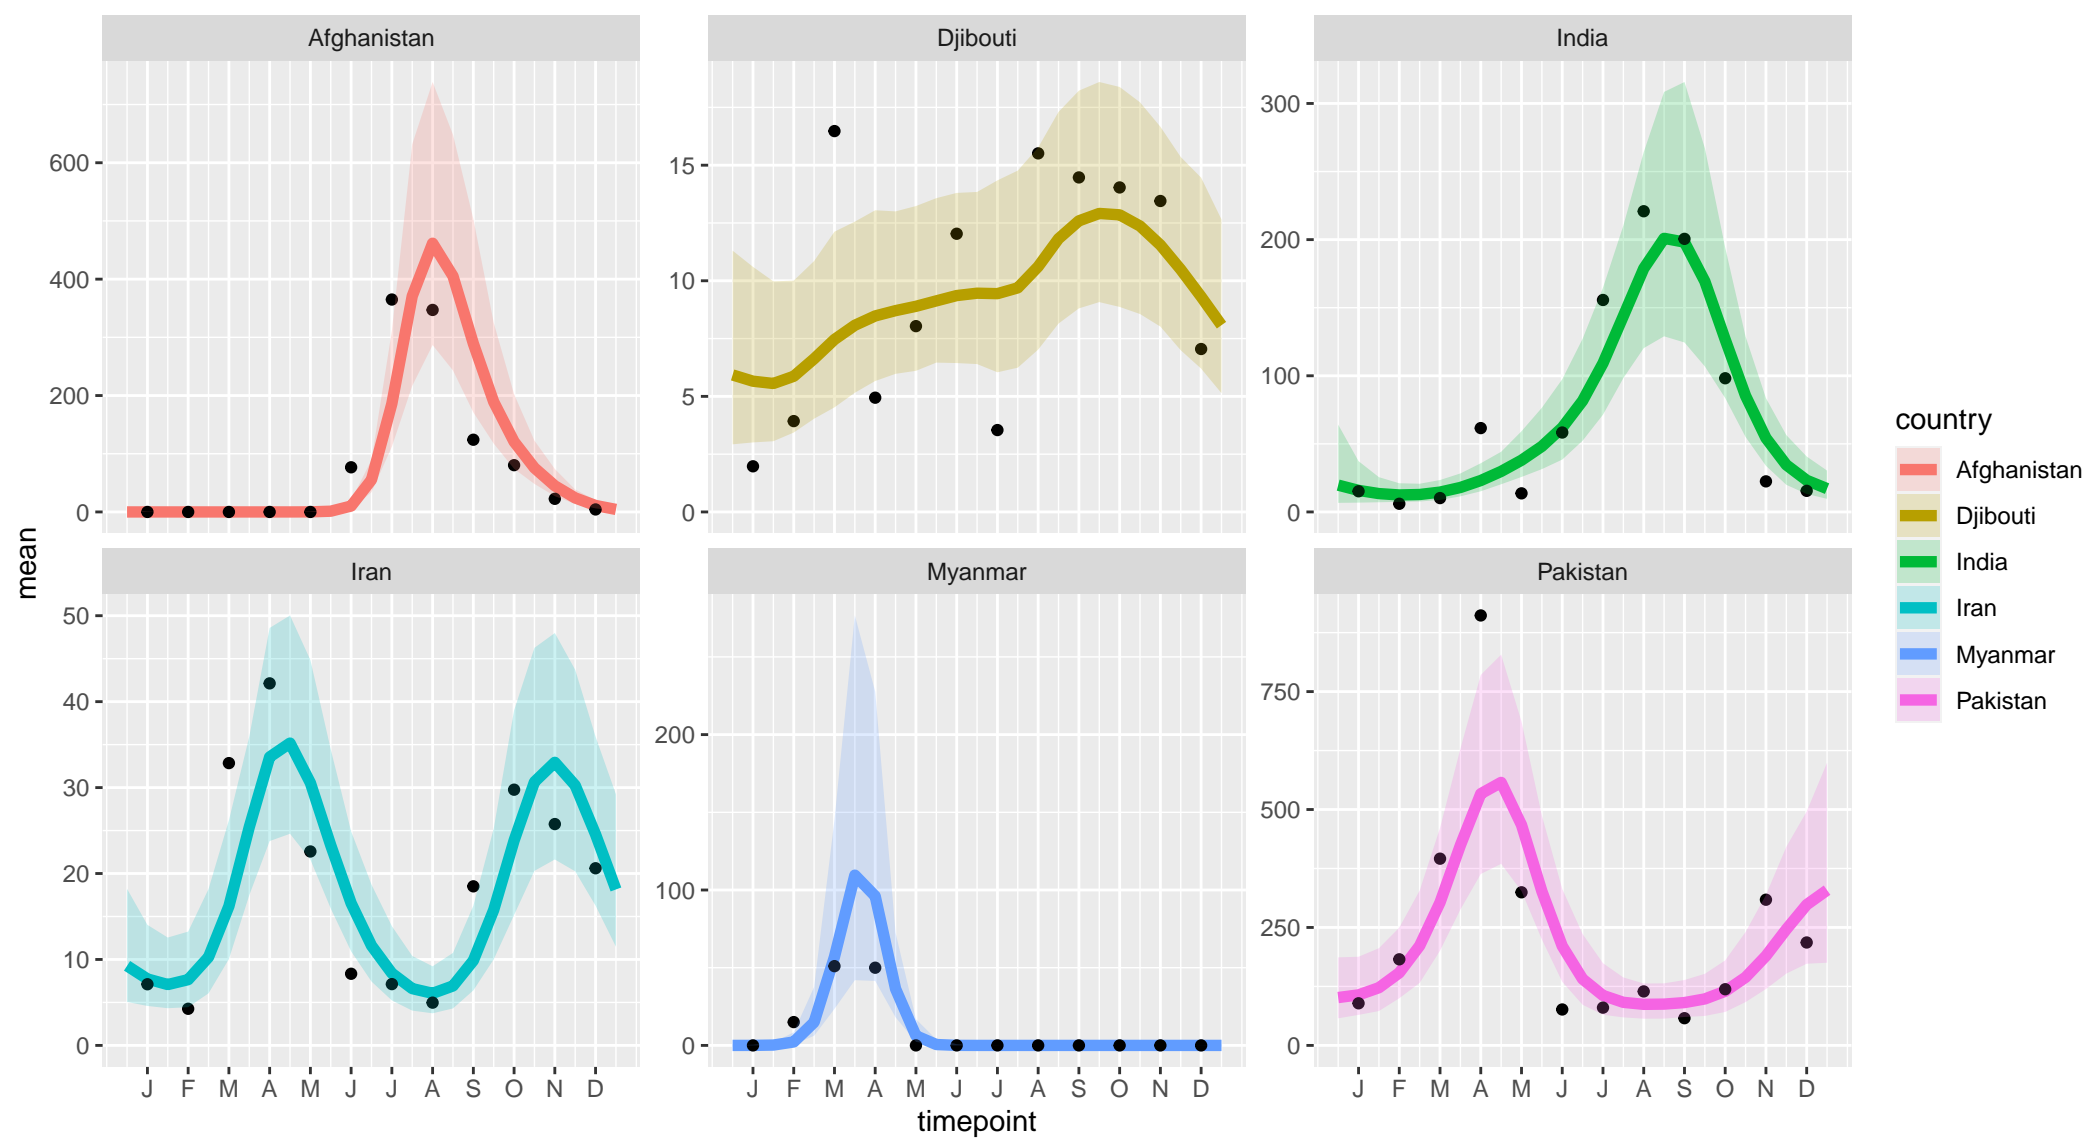 Afghanistan
Djibouti
India
600
400
200
0
15
10
5
0
300
200
100
0
Iran
Myanmar
Pakistan
50
40
30
20
10
0
200
100
0
750
500
250
0
J F M A M J J A S O N D
J F M A M J J A S O N D
J F M A M J J A S O N D
timepoint
mean
country
Afghanistan
Djibouti
India
Iran
Myanmar
Pakistan